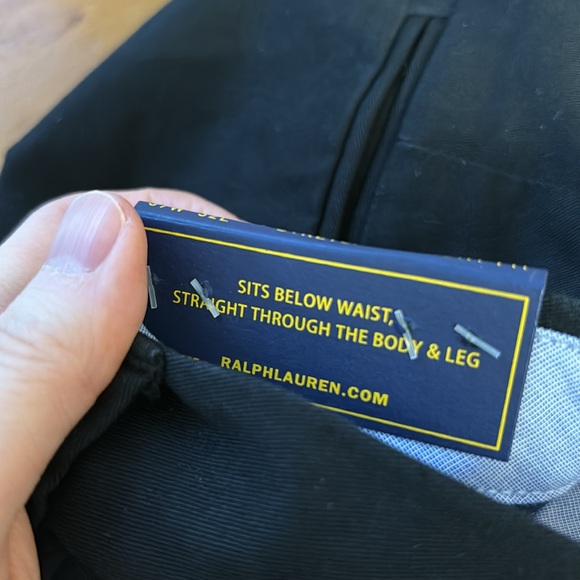 SITS BELOW WAIST,
STRAIGHT THROUGH THE BODY & LEG
RALPHLAUREN.COM